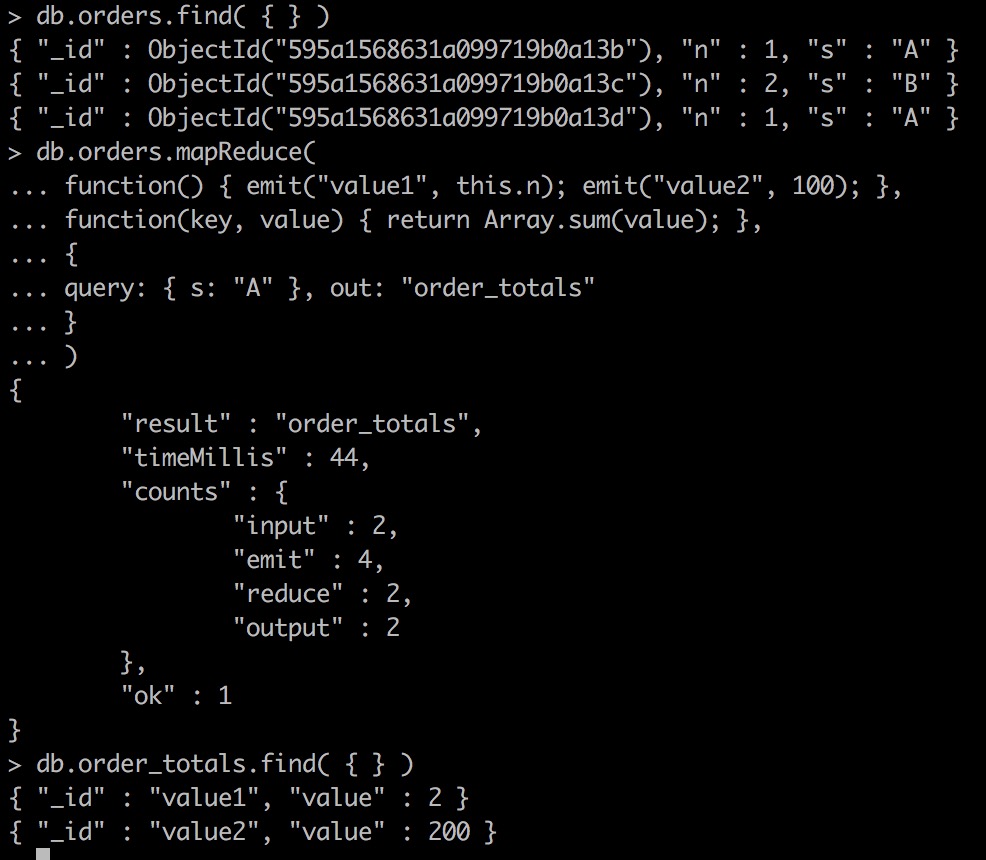 > db.orders.find( { } )
{ "_id" : ObjectId("595a1568631a099719b0a13b"), "n" : 1, "s" : "A" }
{ "_id" : ObjectId("595a1568631a099719b0a13c"), "n" : 2, "s" : "B" }
{ "_id" : ObjectId("595a1568631a099719b0a13d"), "n" : 1, "s" : "A" }
> db.orders.mapReduce(
... function() { emit("value1", this.n); emit("value2", 100); },
... function(key, value) { return Array.sum(value); },
... {
... query: { s: "A" }, out: "order_totals"
... }
... )
{
        "result" : "order_totals",
        "timeMillis" : 44,
        "counts" : {
                "input" : 2,
                "emit" : 4,
                "reduce" : 2,
                "output" : 2
        },
        "ok" : 1
}
> db.order_totals.find( { } )
{ "_id" : "value1", "value" : 2 }
{ "_id" : "value2", "value" : 200 }